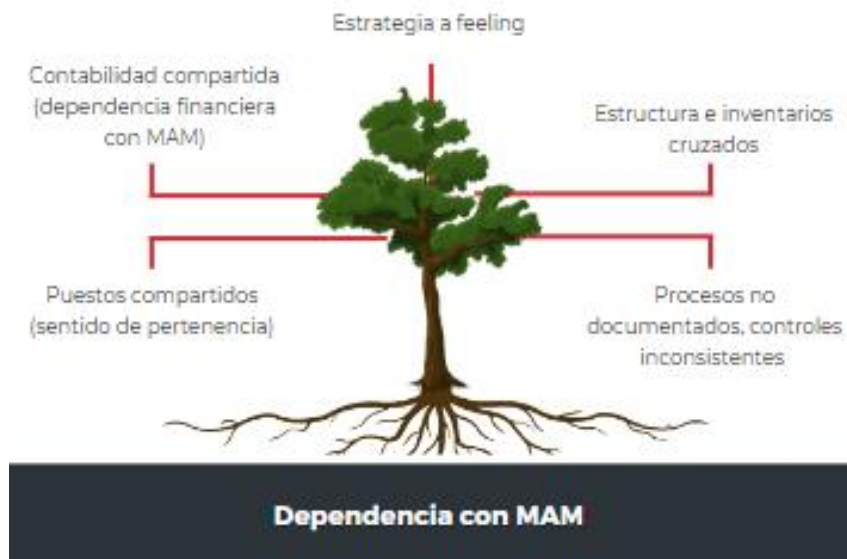 Estrategia a feeling
Contabilidad compartida
(dependencia financiera
con MAM)
Estructura e inventarios
cruzados
Puestos compartidos
(sentido de pertenencia)
Procesos no
documentados, controles
inconsistentes
Dependencia con MAM